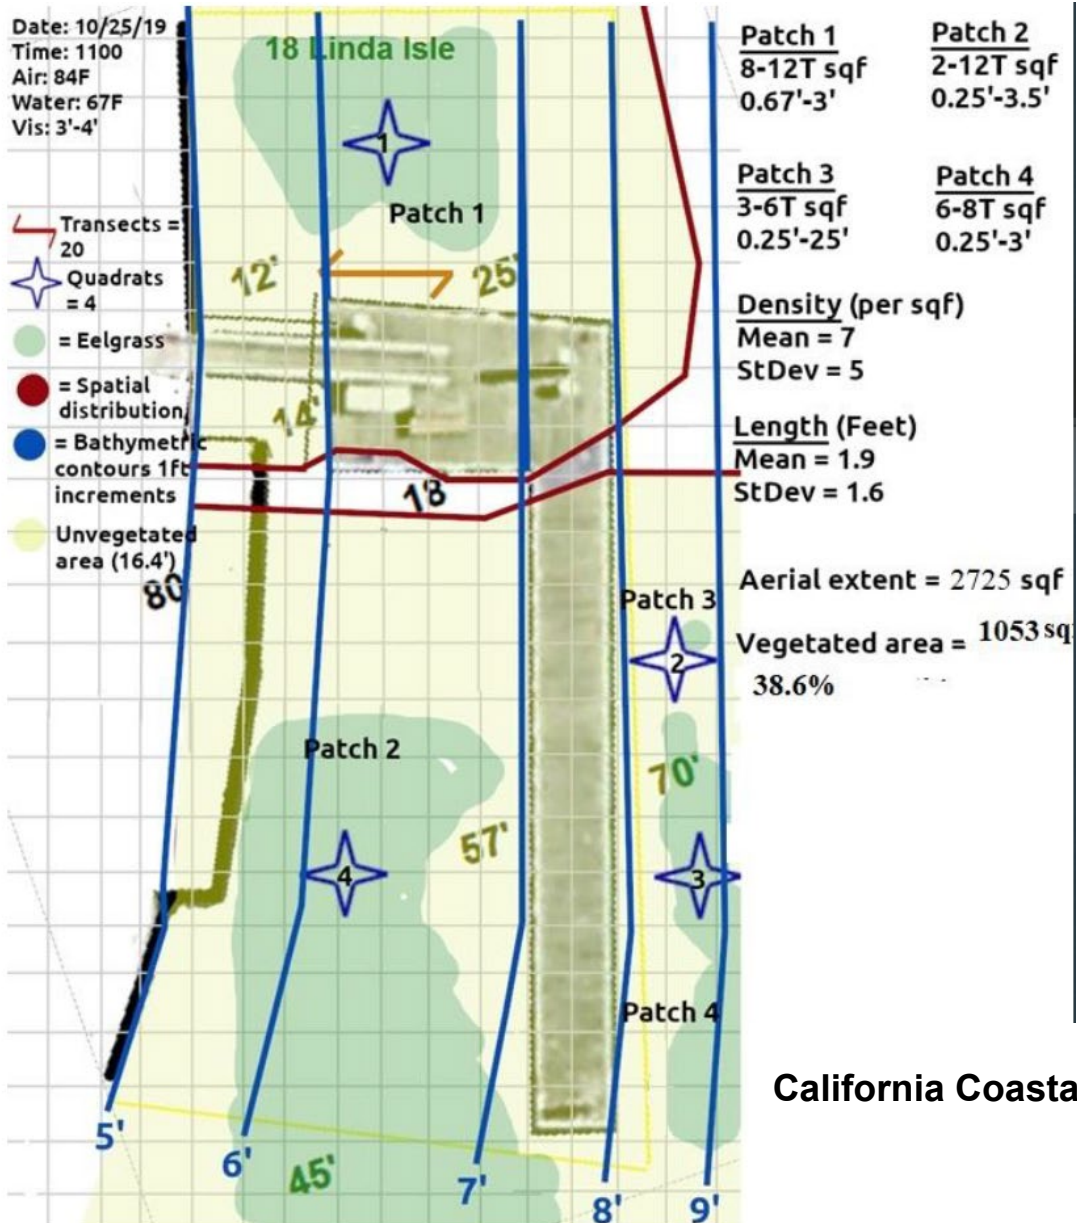 Date: 10/25/19
Time: 1100
Air: 84F
Water: 67F
Vis: 3'-4'
18 Linda Isle
1
Patch 1
Transects =
20
Quadrats
= 4
= Eelgrass
= Spatial
distribution
= Bathymetric
contours 1ft
increments
Unvegetated
area (16.4')
12'
25'
14'
18
80
Patch 3
2
Patch 2
70'
57'
4
3
Patch 4
5'
6'
45'
7'
8'
9'
Patch 1
8-12T sqf
0.67'-3'
Patch 2
2-12T sqf
0.25'-3.5'
Patch 3
3-6T sqf
0.25'-25'
Patch 4
6-8T sqf
0.25'-3'
Density (per sqf)
Mean = 7
StDev = 5
Length (Feet)
Mean = 1.9
StDev = 1.6
Aerial extent = 2725 sqf
Vegetated area = 1053 sq
38.6%
California Coasta